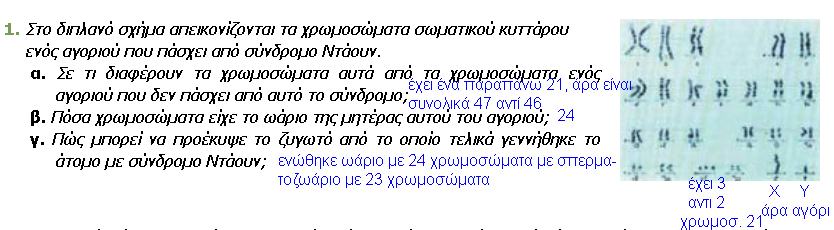 1. Στο διπλανό σχήμα απεικονίζονται τα χρωμοσώματα σωματικού κυττάρου
ενός αγοριού που πάσχει από σύνδρομο Ντάουν.
α. Σε τι διαφέρουν τα χρωμοσώματα αυτά από τα χρωμοσώματα ενός
αγοριού που δεν πάσχει από αυτό το σύνδρομο;
έχει ένα παραπάνω 21, άρα είναι
συνολικά 47 αντί 46
β. Πόσα χρωμοσώματα είχε το ωάριο της μητέρας αυτού του αγοριού; 24
γ. Πώς μπορεί να προέκυψε το ζυγωτό από το οποίο τελικά γεννήθηκε το
άτομο με σύνδρομο Ντάουν;
ενώθηκε ωάριο με 24 χρωμοσώματα με σπερμα-
τοζωάριο με 23 χρωμοσώματα
έχει 3
αντι 2
χρωμοσ. 21
Χ Υ
άρα αγόρι